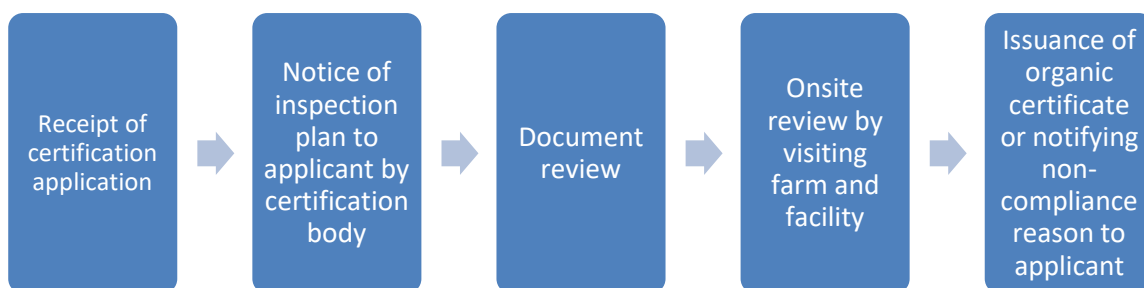 Receipt of
certification
application
Notice of
inspection
plan to
applicant by
certification
body
Document
review
Onsite
review by
visiting
farm and
facility
Issuance of
organic
certificate
or notifying
non-
compliance
reason to
applicant